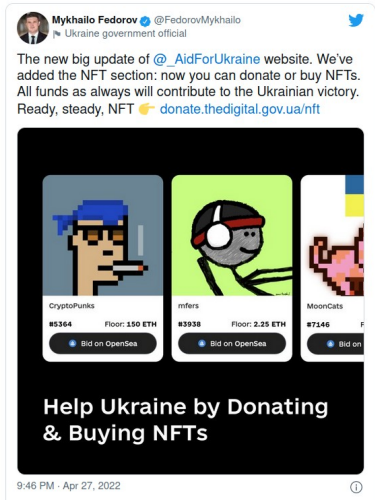 Mykhailo Fedorov @FedorovMykhailo
Ukraine government official
The new big update of @_AidForUkraine website. We've
added the NFT section: now you can donate or buy NFTs.
All funds as always will contribute to the Ukrainian victory.
Ready, steady, NFT 👉 donate.thedigital.gov.ua/nft
CryptoPunks
#5364 Floor: 150 ETH
Bid on OpenSea
mfers
#3938 Floor: 2.25 ETH
Bid on OpenSea
MoonCats
#7146 F
Bid on
Help Ukraine by Donating
& Buying NFTs
9:46 PM · Apr 27, 2022